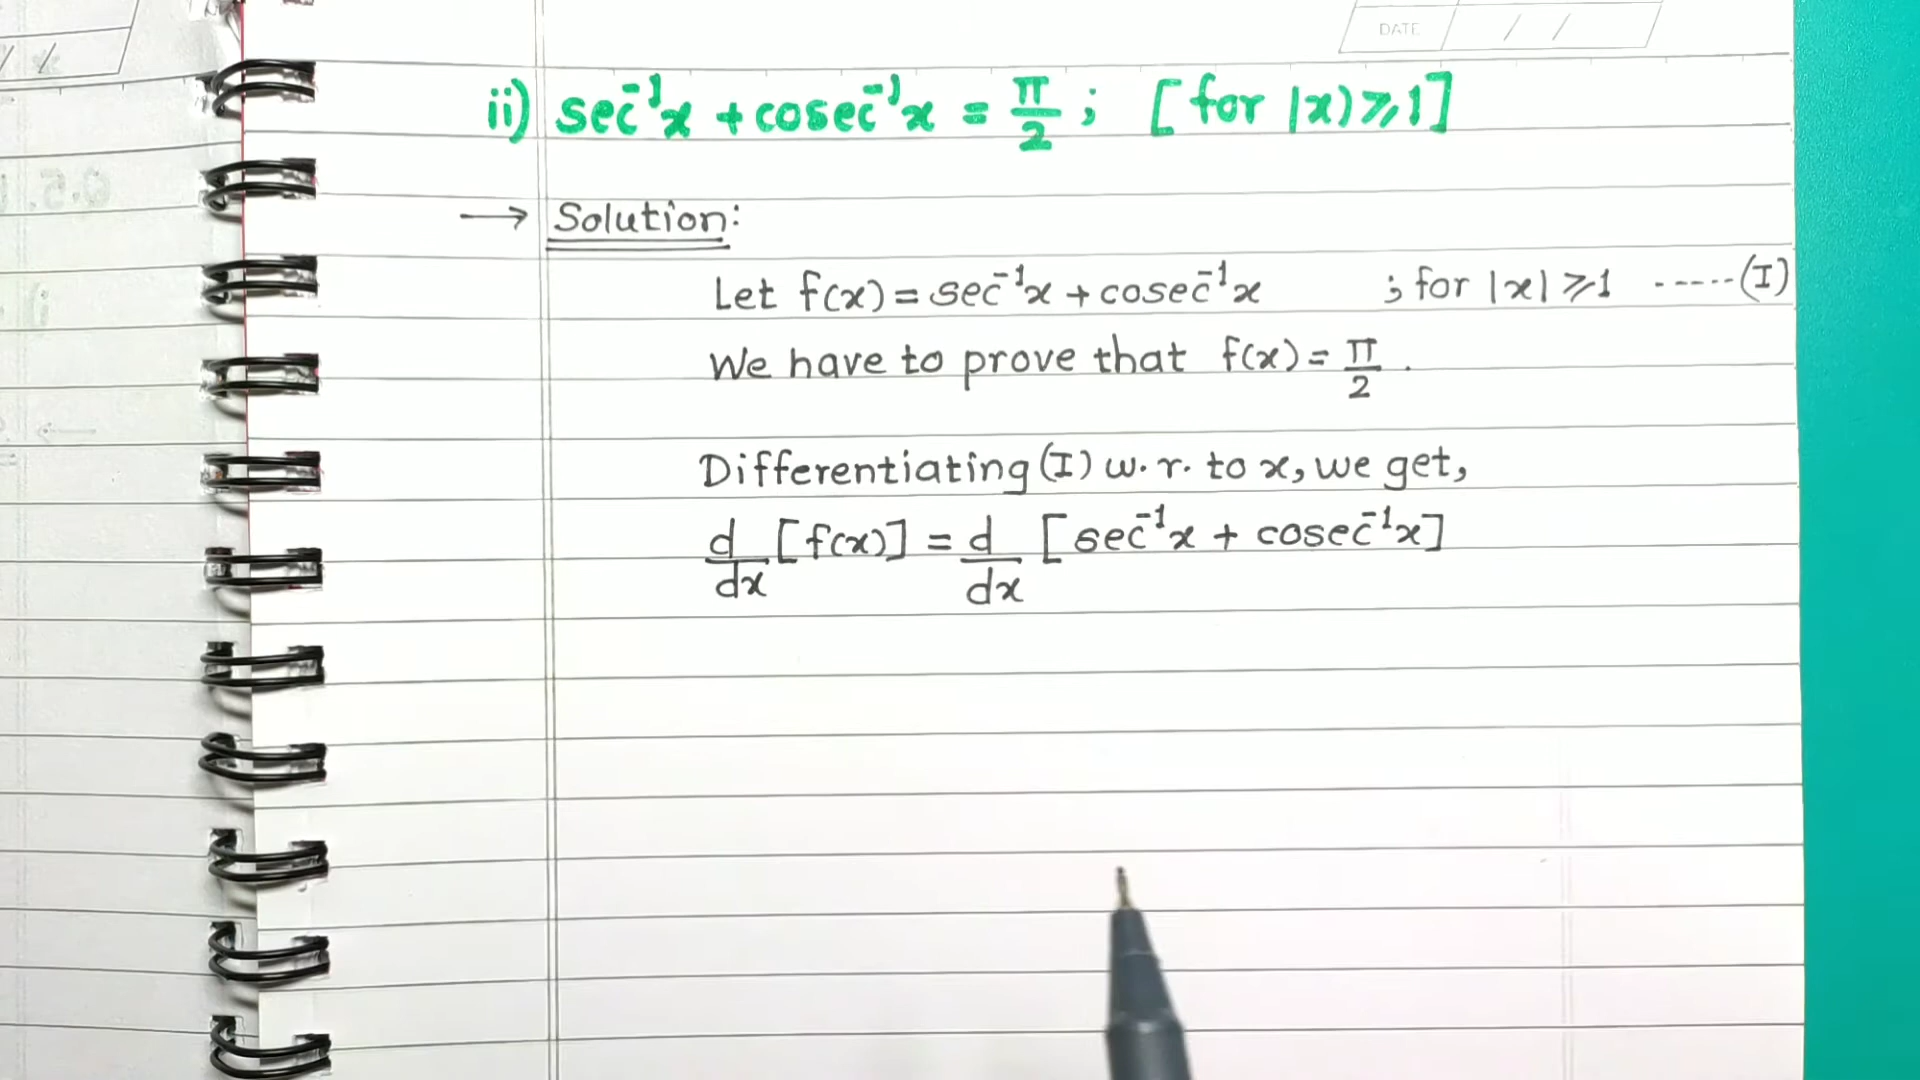 DATE / /
ii) sec⁻¹x + cosec⁻¹x = π/2 ; [for |x) ≥ 1]
→ Solution:
Let f(x) = sec⁻¹x + cosec⁻¹x ; for |x| ≥ 1 ------(I)
We have to prove that f(x) = π/2 .
Differentiating (I) w. r. to x, we get,
d/dx [f(x)] = d/dx [sec⁻¹x + cosec⁻¹x]